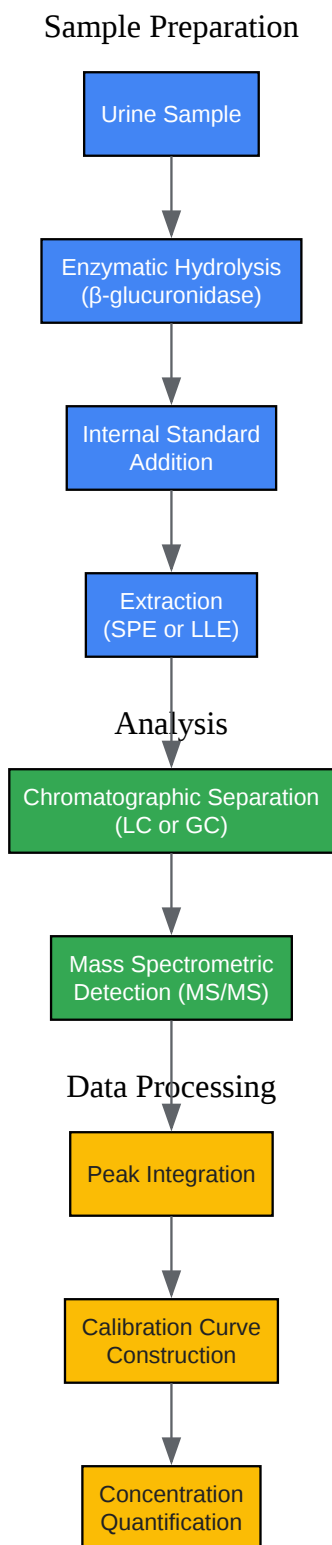 Sample Preparation
Urine Sample
Enzymatic Hydrolysis
(β-glucuronidase)
Internal Standard
Addition
Extraction
(SPE or LLE)
Analysis
Chromatographic Separation
(LC or GC)
Mass Spectrometric
Detection (MS/MS)
Data Processing
Peak Integration
Calibration Curve
Construction
Concentration
Quantification